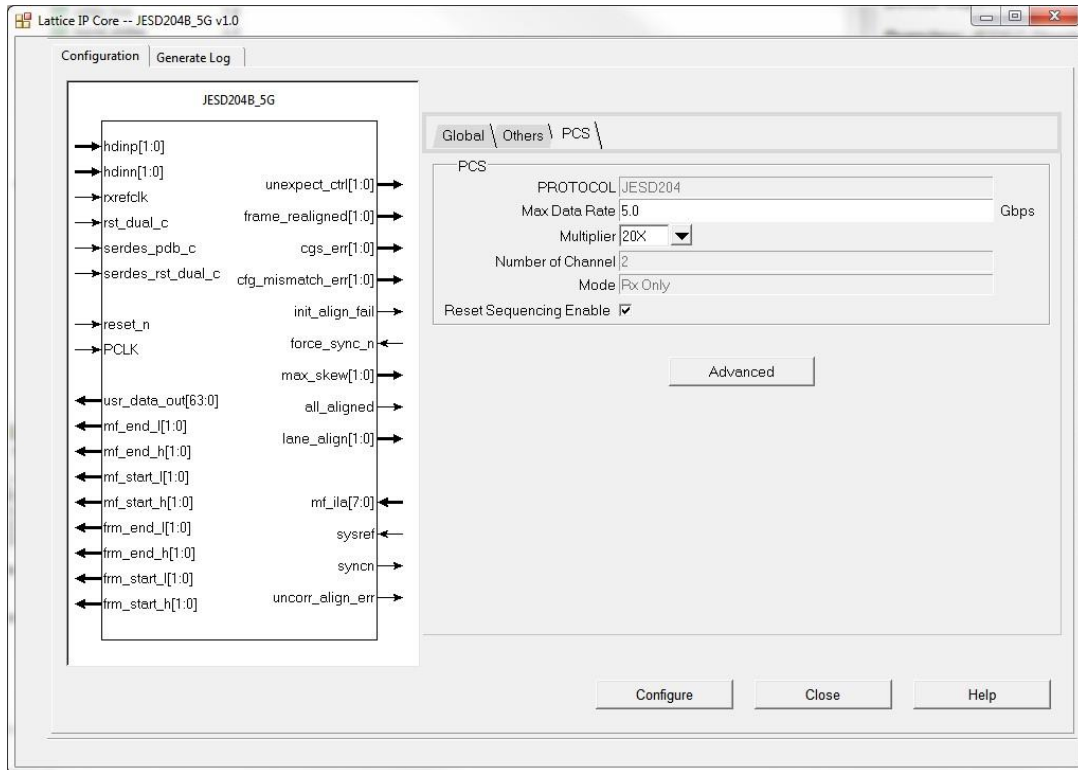 Lattice IP Core -- JESD204B_5G v1.0
Configuration
Generate Log
JESD204B_5G
hdinp[1:0]
hdinn[1:0]
rxrefclk
rst_dual_c
serdes_pdb_c
serdes_rst_dual_c
reset_n
PCLK
usr_data_out[63:0]
mf_end_l[1:0]
mf_end_h[1:0]
mf_start_l[1:0]
mf_start_h[1:0]
frm_end_l[1:0]
frm_end_h[1:0]
frm_start_l[1:0]
frm_start_h[1:0]
unexpect_ctrl[1:0]
frame_realigned[1:0]
cgs_err[1:0]
cfg_mismatch_err[1:0]
init_align_fail
force_sync_n
max_skew[1:0]
all_aligned
lane_align[1:0]
mf_ila[7:0]
sysref
syncn
uncorr_align_err
Global \ Others \ PCS \
PCS
PROTOCOL JESD204
Max Data Rate 5.0 Gbps
Multiplier 20X
Number of Channel 2
Mode Rx Only
Reset Sequencing Enable
Advanced
Configure Close Help